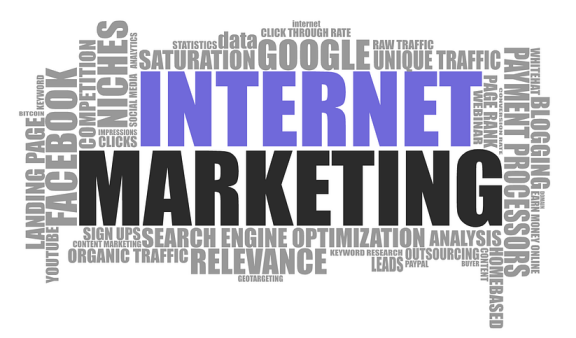 internet
CLICK THROUGH RATE
STATISTICS
data
GOOGLE
RAW TRAFFIC
SATURATION
UNIQUE TRAFFIC
NICHES
ANALYTICS
SOCIAL MEDIA
COMPETITION
IMPRESSIONS
CLICKS
KEYWORD
BITCOIN
FACEBOOK
LANDING PAGE
YOUTUBE
INTERNET
MARKETING
PAGE RANK
WEBINAR
CONVERSION RATE
PAYMENT PROCESSORS
WHITEHAT
BLOGGING
EARN MONEY ONLINE
SIGN UPS
CONTENT MARKETING
SEARCH ENGINE OPTIMIZATION
ANALYSIS
ORGANIC TRAFFIC
RELEVANCE
KEYWORD RESEARCH
OUTSOURCING
LEADS
PAYPAL
BUYER
GEOTARGETING
CONTENT
HOMEBASED